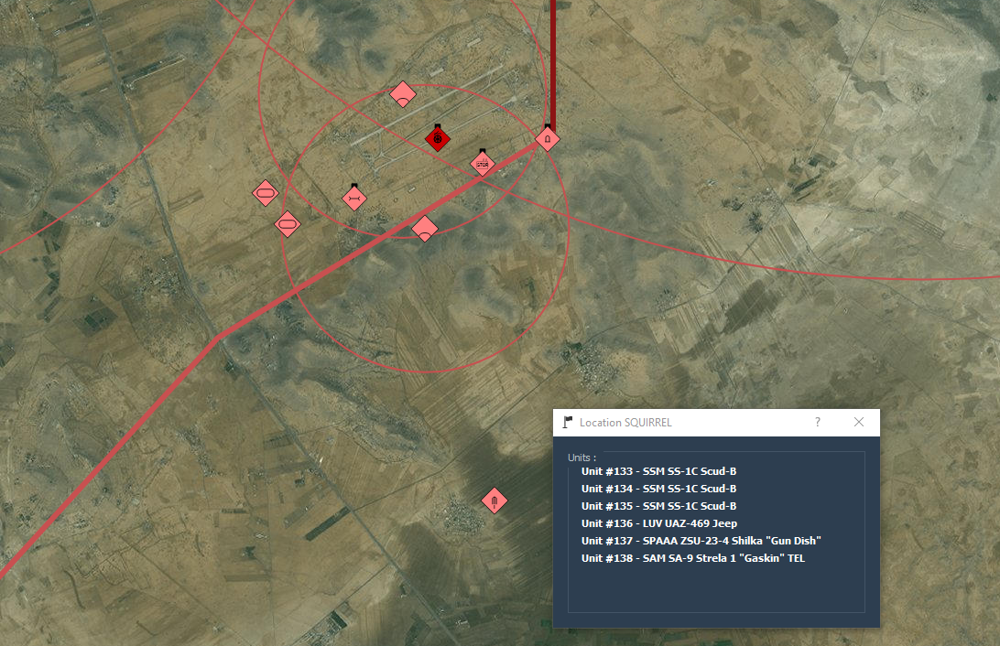 STOR
Location SQUIRREL
?
Units :
Unit #133 - SSM SS-1C Scud-B
Unit #134 - SSM SS-1C Scud-B
Unit #135 - SSM SS-1C Scud-B
Unit #136 - LUV UAZ-469 Jeep
Unit #137 - SPAAA ZSU-23-4 Shilka "Gun Dish"
Unit #138 - SAM SA-9 Strela 1 "Gaskin" TEL